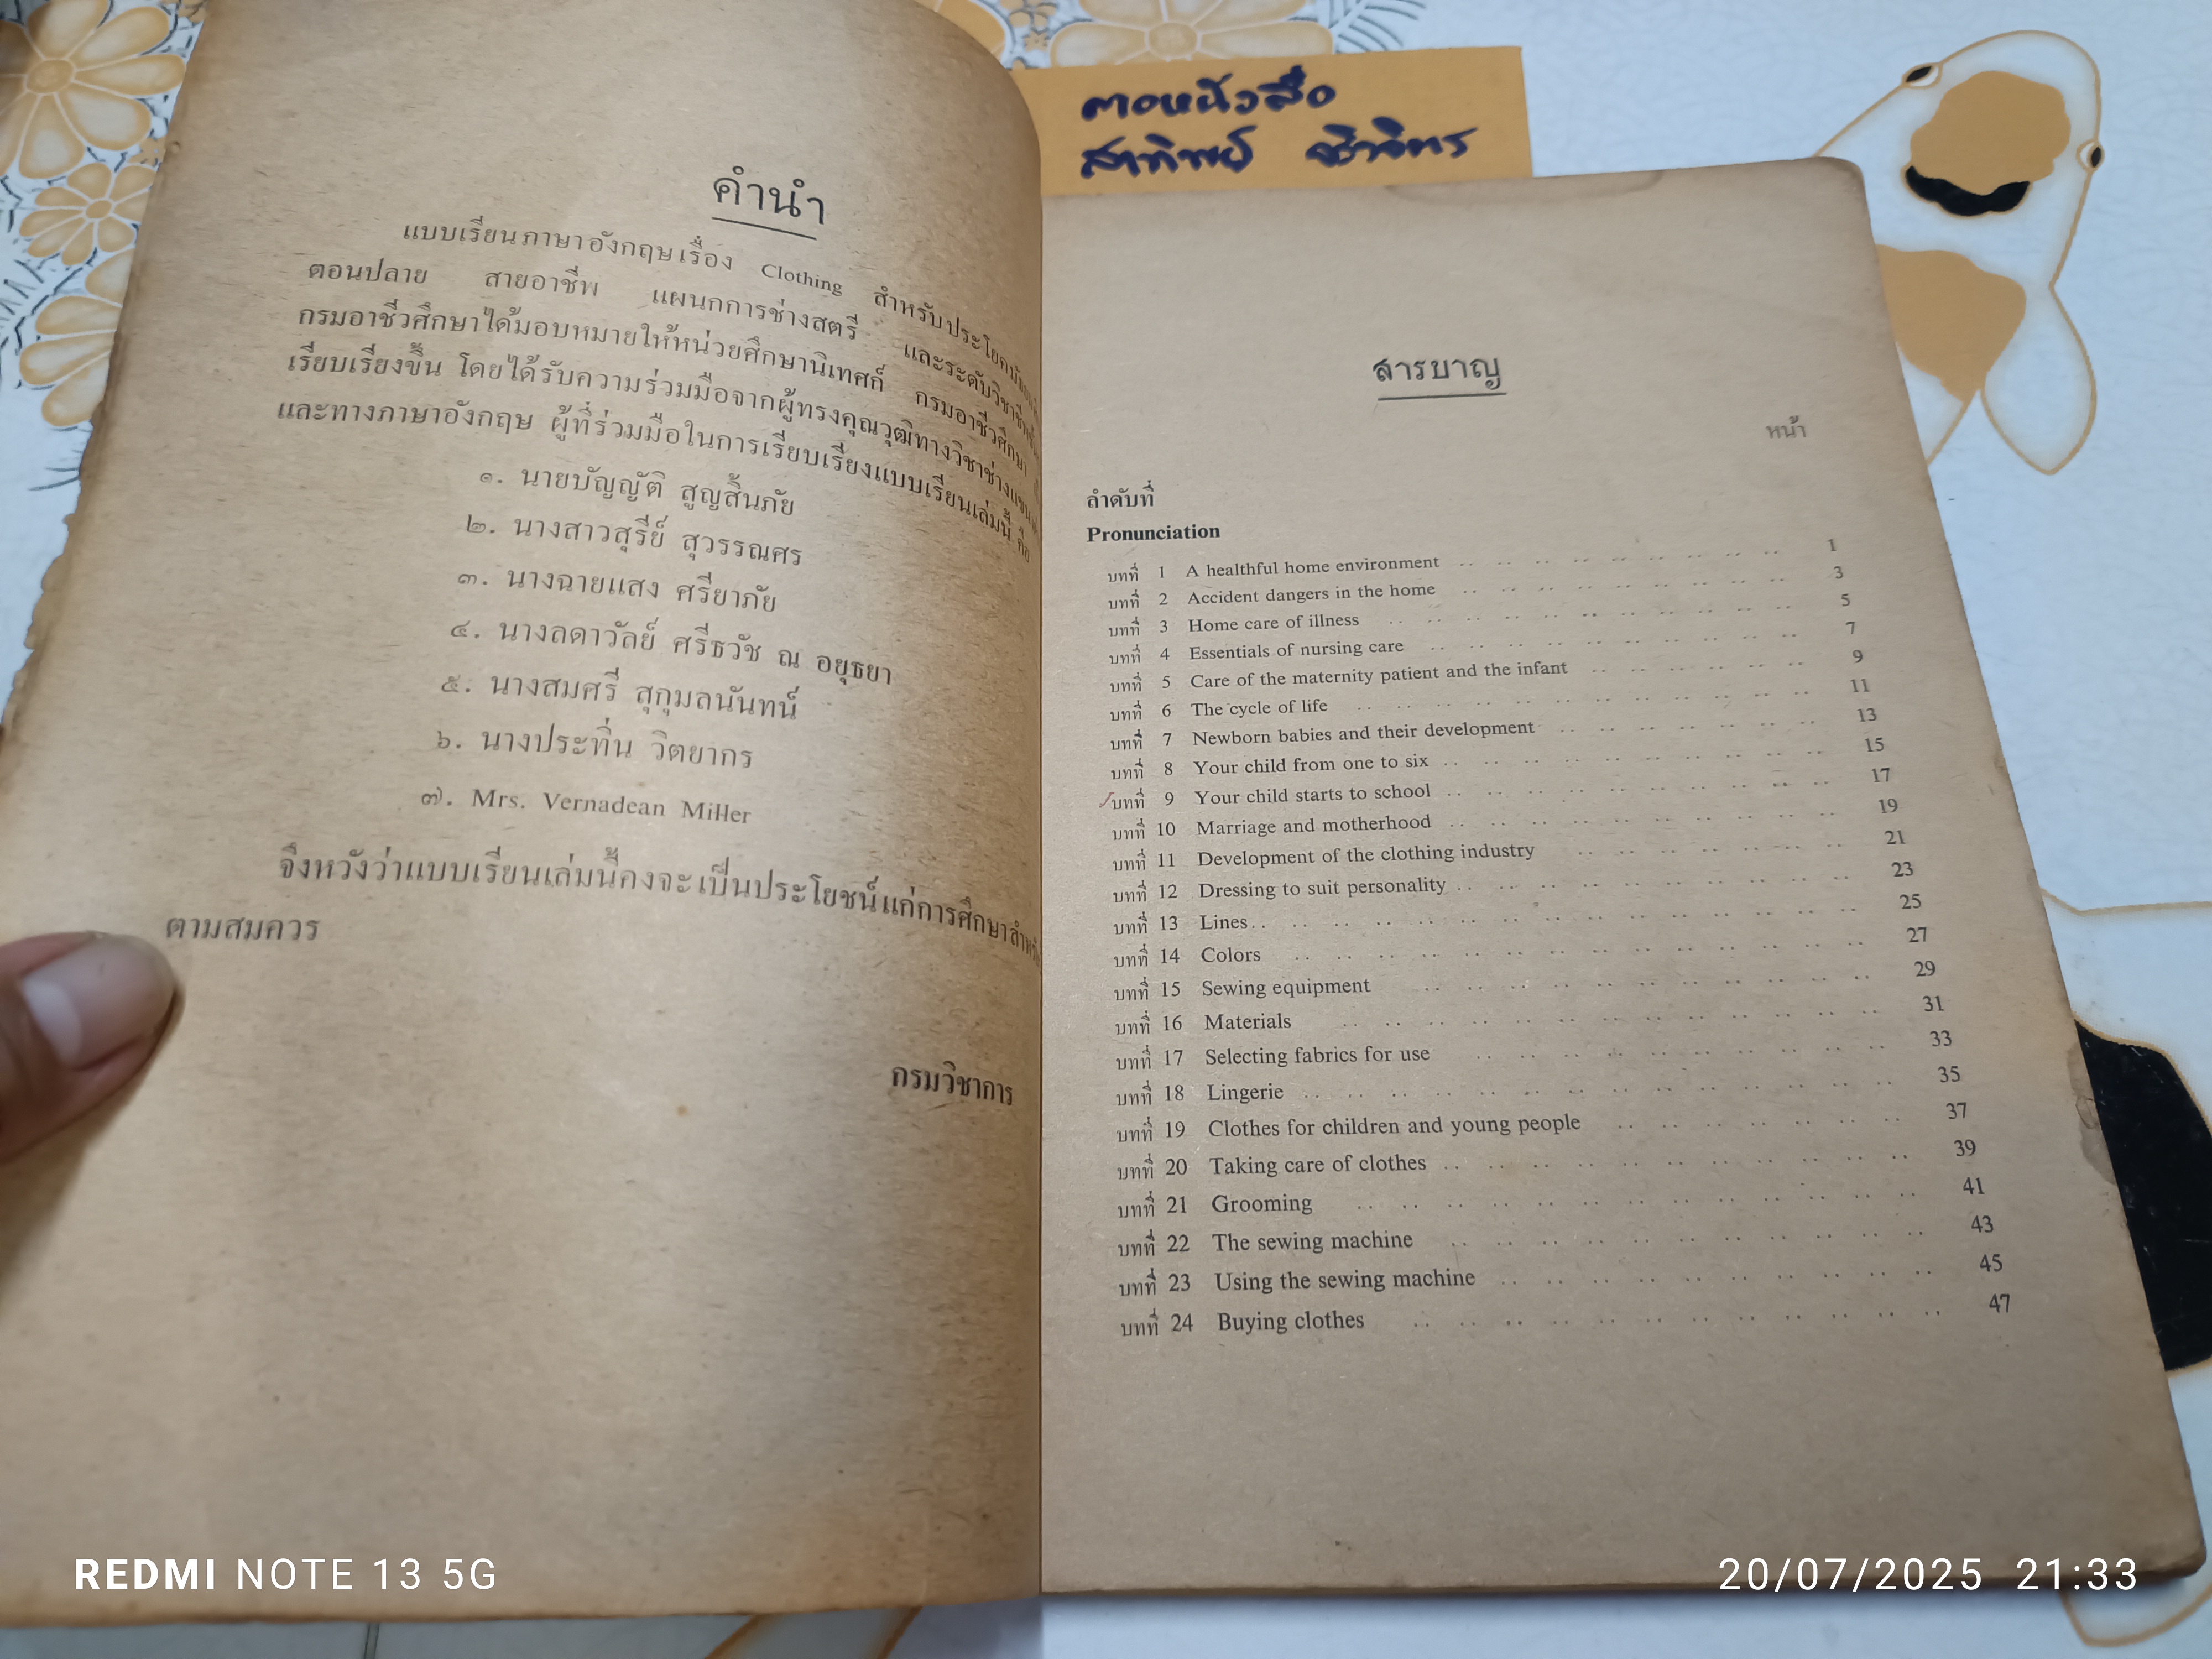 คำนำ
แบบเรียนภาษาอังกฤษเรื่อง Clothing สำหรับประโยคมัธยมศึกษา
ตอนปลาย สายอาชีพ แผนกการช่างสตรี และระดับวิชาชีพชั้น
กรมอาชีวศึกษาได้มอบหมายให้หน่วยศึกษานิเทศก์ กรมอาชีวศึกษา
เรียบเรียงขึ้น โดยได้รับความร่วมมือจากผู้ทรงคุณวุฒิทางวิชาช่าง
และทางภาษาอังกฤษ ผู้ที่ร่วมมือในการเรียบเรียงแบบเรียนเล่มนี้ คือ
๑. นายบัญญัติ สูญสิ้นภัย
๒. นางสาวสุรีย์ สุวรรณศร
๓. นางฉายแสง ศรียาภัย
๔. นางลดาวัลย์ ศรีธวัช ณ อยุธยา
๕. นางสมศรี สุกุมลนันทน์
๖. นางประทิ่น วิตยากร
๗. Mrs. Vernadean Miller
จึงหวังว่าแบบเรียนเล่มนี้คงจะเป็นประโยชน์แก่การศึกษา
ตามสมควร
กรมวิชาการ
สารบาญ
หน้า
ลำดับที่
Pronunciation
บทที่ 1 A healthful home environment 1
บทที่ 2 Accident dangers in the home 3
บทที่ 3 Home care of illness 5
บทที่ 4 Essentials of nursing care 7
บทที่ 5 Care of the maternity patient and the infant 9
บทที่ 6 The cycle of life 11
บทที่ 7 Newborn babies and their development 13
บทที่ 8 Your child from one to six 15
บทที่ 9 Your child starts to school 17
บทที่ 10 Marriage and motherhood 19
บทที่ 11 Development of the clothing industry 21
บทที่ 12 Dressing to suit personality 23
บทที่ 13 Lines 25
บทที่ 14 Colors 27
บทที่ 15 Sewing equipment 29
บทที่ 16 Materials 31
บทที่ 17 Selecting fabrics for use 33
บทที่ 18 Lingerie 35
บทที่ 19 Clothes for children and young people 37
บทที่ 20 Taking care of clothes 39
บทที่ 21 Grooming 41
บทที่ 22 The sewing machine 43
บทที่ 23 Using the sewing machine 45
บทที่ 24 Buying clothes 47
REDMI NOTE 13 5G
20/07/2025 21:33